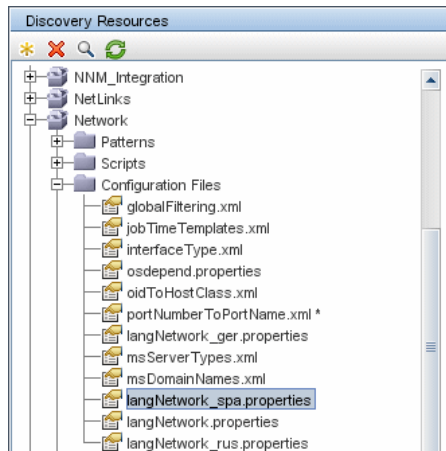 Discovery Resources
NNM_Integration
NetLinks
Network
Patterns
Scripts
Configuration Files
globalFiltering.xml
jobTimeTemplates.xml
interfaceType.xml
osdepend.properties
oidToHostClass.xml
portNumberToPortName.xml *
langNetwork_ger.properties
msServerTypes.xml
msDomainNames.xml
langNetwork_spa.properties
langNetwork.properties
langNetwork_rus.properties